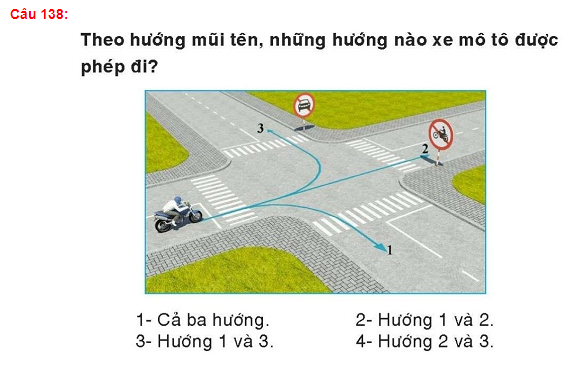 Câu 138:
Theo hướng mũi tên, những hướng nào xe mô tô được
phép đi?
3
2
1
1- Cả ba hướng. 2- Hướng 1 và 2.
3- Hướng 1 và 3. 4- Hướng 2 và 3.